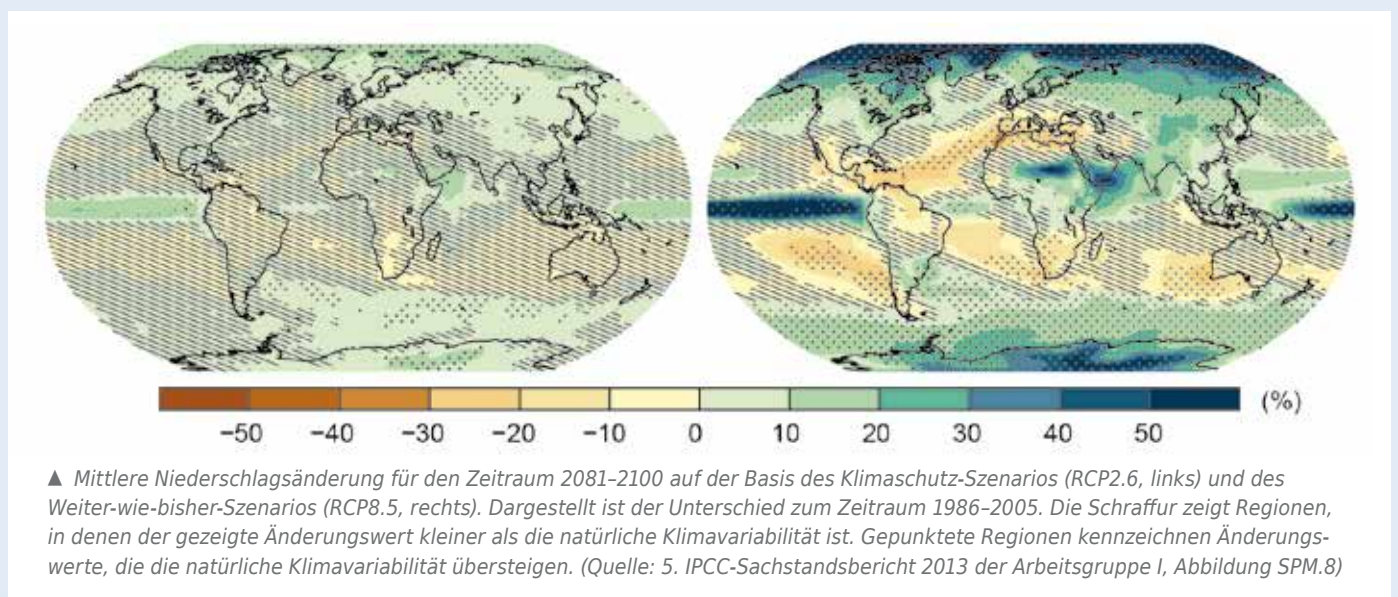 −50 −40 −30 −20 −10 0 10 20 30 40 50 (%)
▲ Mittlere Niederschlagsänderung für den Zeitraum 2081–2100 auf der Basis des Klimaschutz-Szenarios (RCP2.6, links) und des
Weiter-wie-bisher-Szenarios (RCP8.5, rechts). Dargestellt ist der Unterschied zum Zeitraum 1986–2005. Die Schraffur zeigt Regionen,
in denen der gezeigte Änderungswert kleiner als die natürliche Klimavariabilität ist. Gepunktete Regionen kennzeichnen Änderungs-
werte, die die natürliche Klimavariabilität übersteigen. (Quelle: 5. IPCC-Sachstandsbericht 2013 der Arbeitsgruppe I, Abbildung SPM.8)